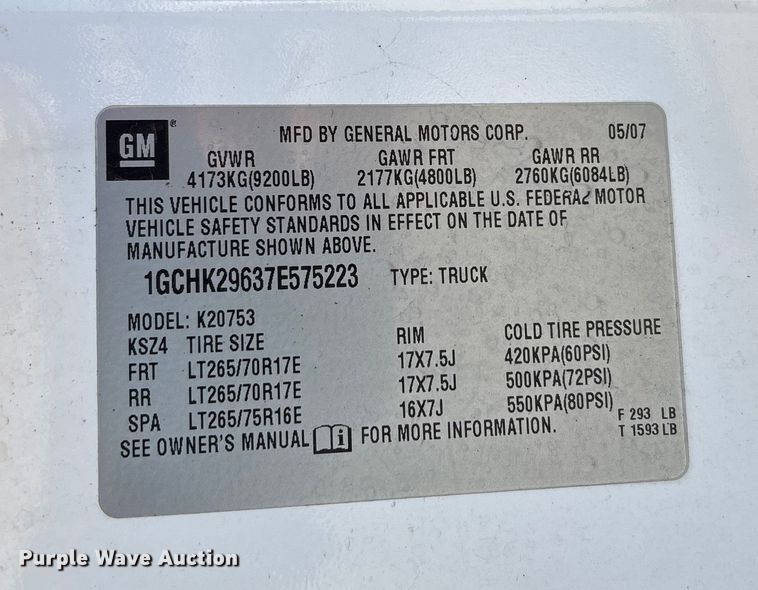 GM® MFD BY GENERAL MOTORS CORP. 05/07
GVWR GAWR FRT GAWR RR
4173KG(9200LB) 2177KG(4800LB) 2760KG(6084LB)
THIS VEHICLE CONFORMS TO ALL APPLICABLE U.S. FEDERAL MOTOR
VEHICLE SAFETY STANDARDS IN EFFECT ON THE DATE OF
MANUFACTURE SHOWN ABOVE.
1GCHK29637E575223 TYPE: TRUCK
MODEL: K20753
KSZ4 TIRE SIZE RIM COLD TIRE PRESSURE
FRT LT265/70R17E 17X7.5J 420KPA(60PSI)
RR LT265/70R17E 17X7.5J 500KPA(72PSI)
SPA LT265/75R16E 16X7J 550KPA(80PSI)
F 293 LB
T 1593LB
SEE OWNER'S MANUAL i FOR MORE INFORMATION.
Purple Wave Auction